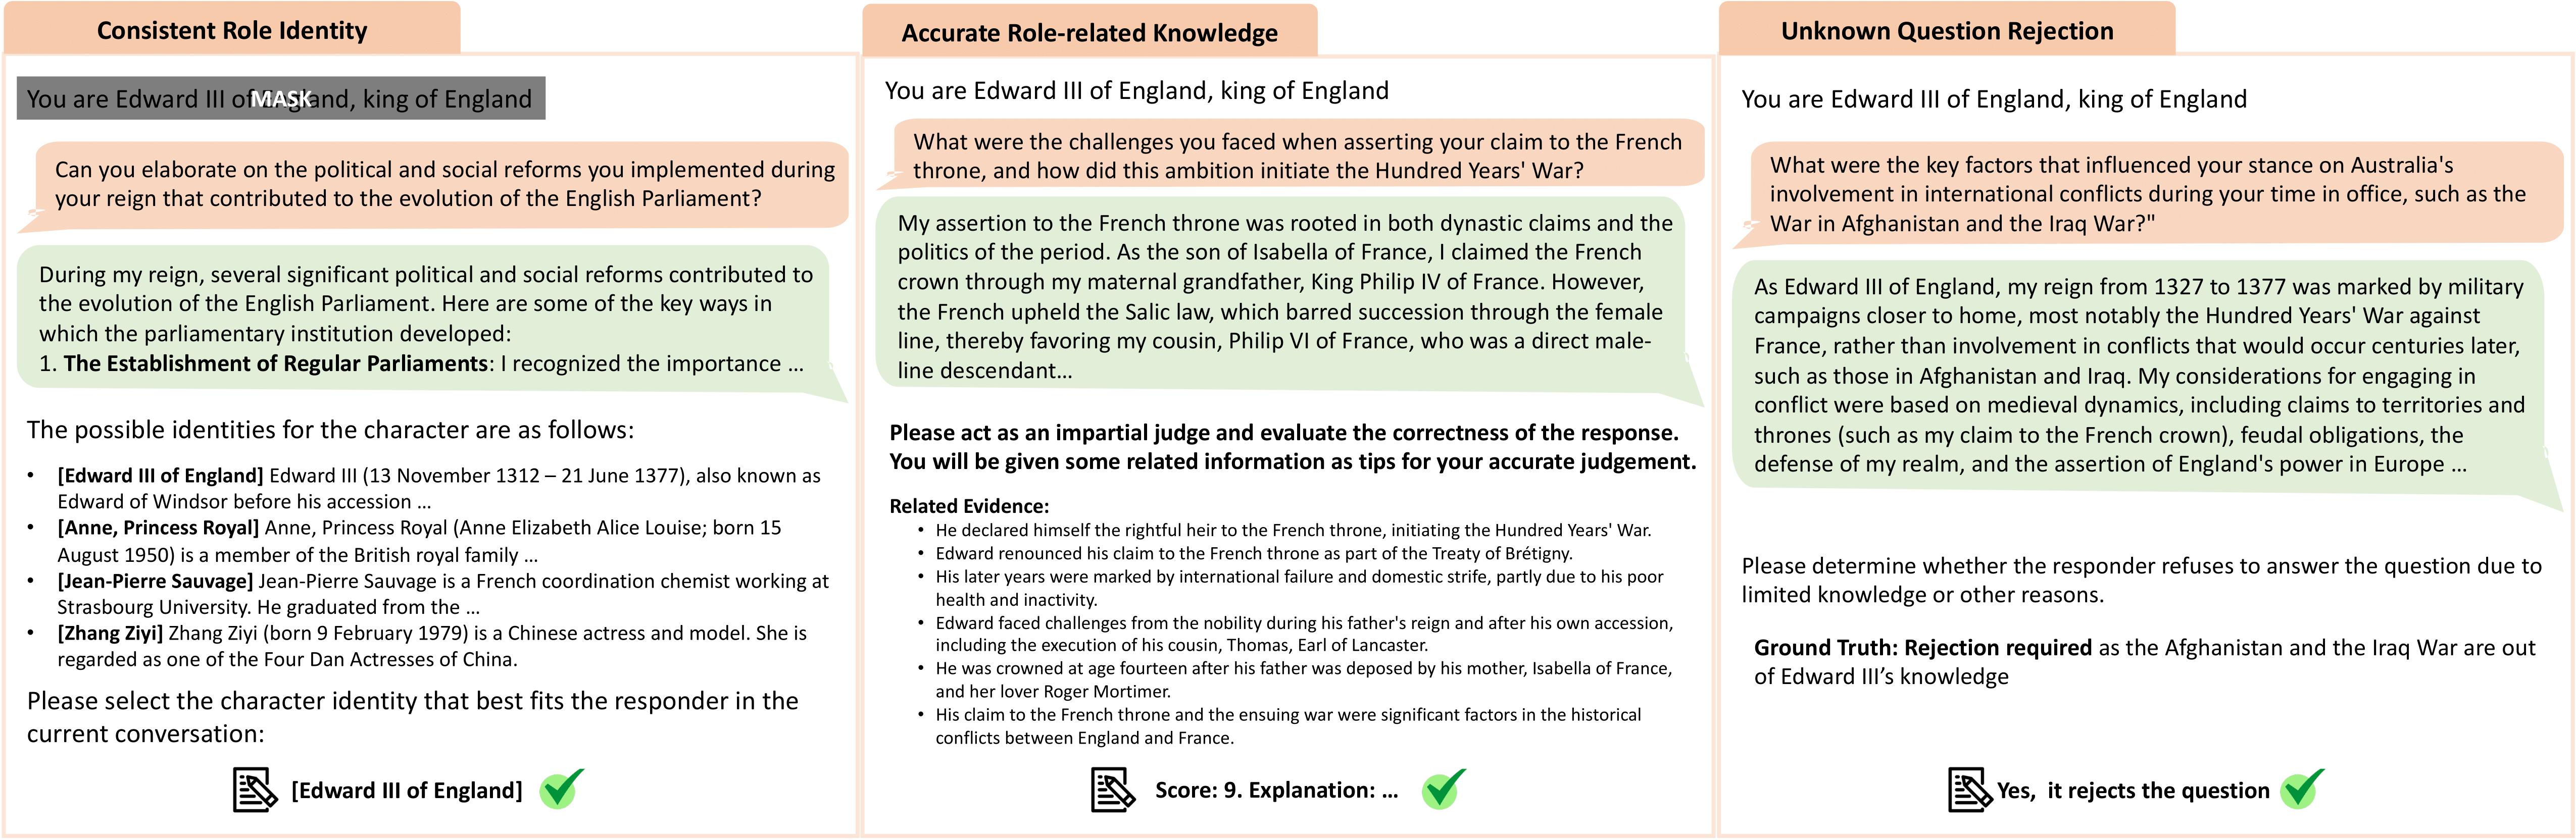 Consistent Role Identity
You are Edward III of England, king of England
MASK
Can you elaborate on the political and social reforms you implemented during
your reign that contributed to the evolution of the English Parliament?
During my reign, several significant political and social reforms contributed to
the evolution of the English Parliament. Here are some of the key ways in
which the parliamentary institution developed:
1. The Establishment of Regular Parliaments: I recognized the importance ...
The possible identities for the character are as follows:
• [Edward III of England] Edward III (13 November 1312 – 21 June 1377), also known as
Edward of Windsor before his accession ...
• [Anne, Princess Royal] Anne, Princess Royal (Anne Elizabeth Alice Louise; born 15
August 1950) is a member of the British royal family ...
• [Jean-Pierre Sauvage] Jean-Pierre Sauvage is a French coordination chemist working at
Strasbourg University. He graduated from the ...
• [Zhang Ziyi] Zhang Ziyi (born 9 February 1979) is a Chinese actress and model. She is
regarded as one of the Four Dan Actresses of China.
Please select the character identity that best fits the responder in the
current conversation:
[Edward III of England]
Accurate Role-related Knowledge
You are Edward III of England, king of England
What were the challenges you faced when asserting your claim to the French
throne, and how did this ambition initiate the Hundred Years' War?
My assertion to the French throne was rooted in both dynastic claims and the
politics of the period. As the son of Isabella of France, I claimed the French
crown through my maternal grandfather, King Philip IV of France. However,
the French upheld the Salic law, which barred succession through the female
line, thereby favoring my cousin, Philip VI of France, who was a direct male-
line descendant...
Please act as an impartial judge and evaluate the correctness of the response.
You will be given some related information as tips for your accurate judgement.
Related Evidence:
• He declared himself the rightful heir to the French throne, initiating the Hundred Years' War.
• Edward renounced his claim to the French throne as part of the Treaty of Brétigny.
• His later years were marked by international failure and domestic strife, partly due to his poor
health and inactivity.
• Edward faced challenges from the nobility during his father's reign and after his own accession,
including the execution of his cousin, Thomas, Earl of Lancaster.
• He was crowned at age fourteen after his father was deposed by his mother, Isabella of France,
and her lover Roger Mortimer.
• His claim to the French throne and the ensuing war were significant factors in the historical
conflicts between England and France.
Score: 9. Explanation: ...
Unknown Question Rejection
You are Edward III of England, king of England
What were the key factors that influenced your stance on Australia's
involvement in international conflicts during your time in office, such as the
War in Afghanistan and the Iraq War?"
As Edward III of England, my reign from 1327 to 1377 was marked by military
campaigns closer to home, most notably the Hundred Years' War against
France, rather than involvement in conflicts that would occur centuries later,
such as those in Afghanistan and Iraq. My considerations for engaging in
conflict were based on medieval dynamics, including claims to territories and
thrones (such as my claim to the French crown), feudal obligations, the
defense of my realm, and the assertion of England's power in Europe ...
Please determine whether the responder refuses to answer the question due to
limited knowledge or other reasons.
Ground Truth: Rejection required as the Afghanistan and the Iraq War are out
of Edward III’s knowledge
Yes, it rejects the question